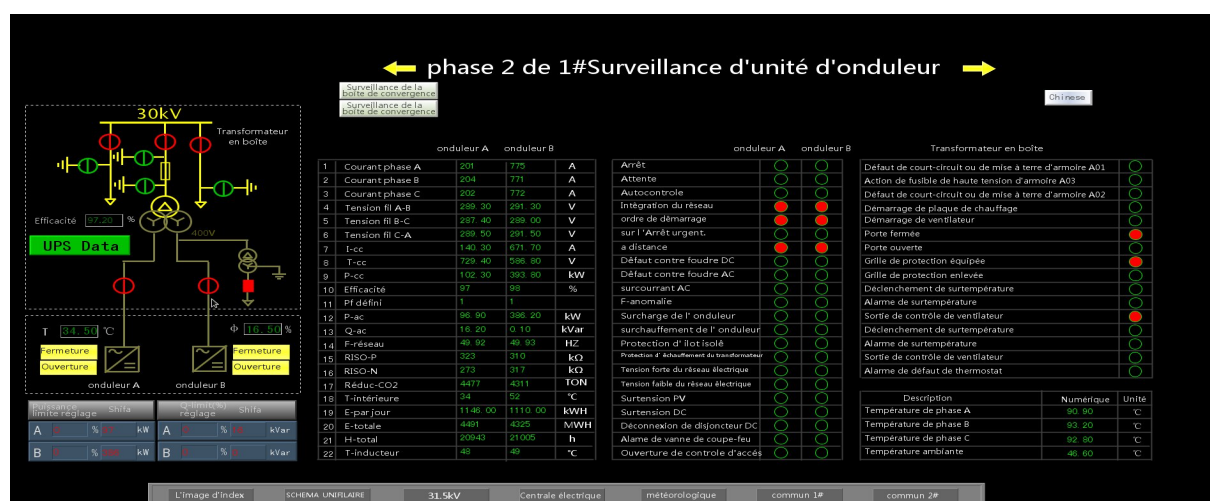 phase 2 de 1#Surveillance d'unité d'onduleur
Surveillance de la
boîte de convergence
Surveillance de la
boîte de convergence
Chinese
30kV
Transformateur
en boîte
Efficacité 97.20 %
400V
UPS Data
T 34.50 ℃ Φ 16.50 %
Fermeture Fermeture
Ouverture Ouverture
onduleur A onduleur B
Puissance
limite réglage Shifa
Q-limit(%)
réglage Shifa
A % kW A % kVar
B % kW B % kVar
onduleur A onduleur B
1 Courant phase A 201 775 A
2 Courant phase B 204 771 A
3 Courant phase C 202 772 A
4 Tension fil A-B 289.30 291.30 V
5 Tension fil B-C 287.40 289.00 V
6 Tension fil C-A 289.50 291.50 V
7 I-cc 140.30 671.70 A
8 T-cc 729.40 586.80 V
9 P-cc 102.30 393.80 kW
10 Efficacité 97 98 %
11 Pf défini 1 1
12 P-ac 96.90 386.20 kW
13 Q-ac 16.20 0.10 kVar
14 F-réseau 49.92 49.93 HZ
15 RISO-P 323 310 kΩ
16 RISO-N 273 317 kΩ
17 Réduc-CO2 4477 4311 TON
18 T-intérieure 34 52 ℃
19 E-par jour 1146.00 1110.00 kWH
20 E-totale 4491 4325 MWH
21 H-total 20943 21005 h
22 T-inducteur 48 49 ℃
onduleur A onduleur B
Arrêt
Attente
Autocontrole
Intégration du réseau
ordre de démarrage
sur l 'Arrêt urgent.
a distance
Défaut contre foudre DC
Défaut contre foudre AC
surcourrant AC
F-anomalie
Surcharge de l' onduleur
surchauffement de l' onduleur
Protection d' îlot isolé
Protection d' échauffement du transformateur
Tension forte du réseau électrique
Tension faible du réseau électrique
Surtension PV
Surtension DC
Déconnexion de disjoncteur DC
Alame de vanne de coupe-feu
Ouverture de controle d'accés
Transformateur en boîte
Défaut de court-circuit ou de mise à terre d'armoire A01
Action de fusible de haute tension d'armoire A03
Défaut de court-circuit ou de mise à terre d'armoire A02
Démarrage de plaque de chauffage
Démarrage de ventilateur
Porte fermée
Porte ouverte
Grille de protection équipée
Grille de protection enlevée
Déclenchement de surtempérature
Alarme de surtempérature
Sortie de contrôle de ventilateur
Déclenchement de surtempérature
Alarme de surtempérature
Sortie de contrôle de ventilateur
Alarme de défaut de thermostat
Description Numérique Unité
Température de phase A 90.90 ℃
Température de phase B 93.20 ℃
Température de phase C 92.80 ℃
Température ambiante 46.60 ℃
L'image d'index SCHEMA UNIFILAIRE 31.5kV Centrale électrique météorologique commun 1# commun 2#